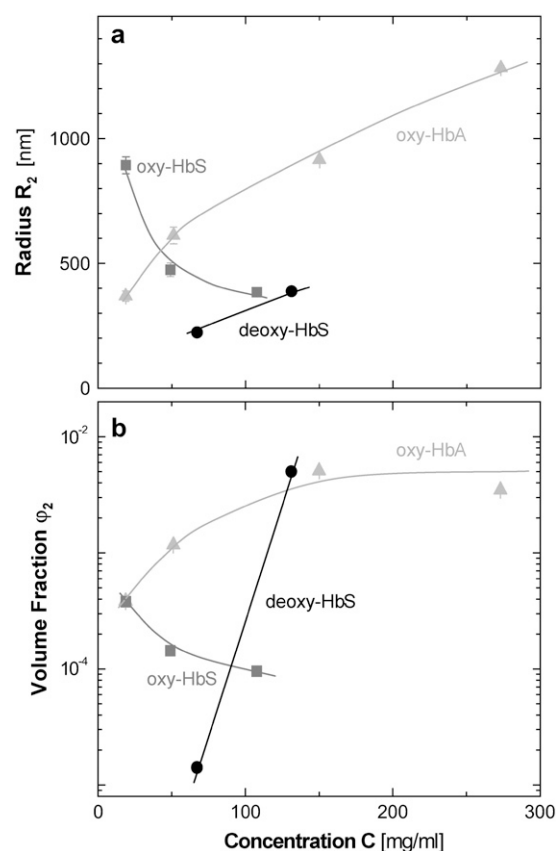 a
1000
500
0
Radius R₂ [nm]
oxy-HbS
oxy-HbA
deoxy-HbS
b
10⁻²
10⁻⁴
Volume Fraction φ₂
oxy-HbA
deoxy-HbS
oxy-HbS
0 100 200 300
Concentration C [mg/ml]